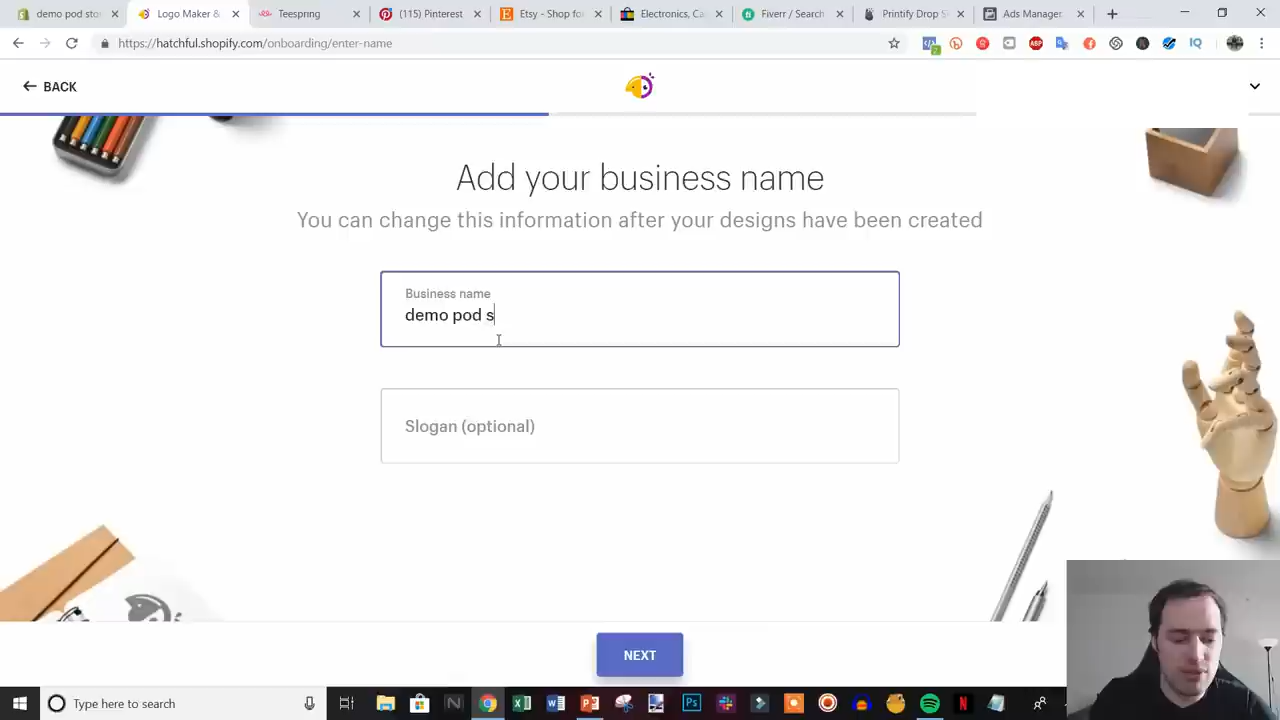 demo pod sto
Logo Maker &
Teespring
(115) Pinterest
Etsy - Shop fo
Electronics, Ca
Fiverr / Search
Printify Drop S
Ads Manager
https://hatchful.shopify.com/onboarding/enter-name
ABP
IQ
BACK
Add your business name
You can change this information after your designs have been created
Business name
demo pod s
Slogan (optional)
NEXT
Type here to search